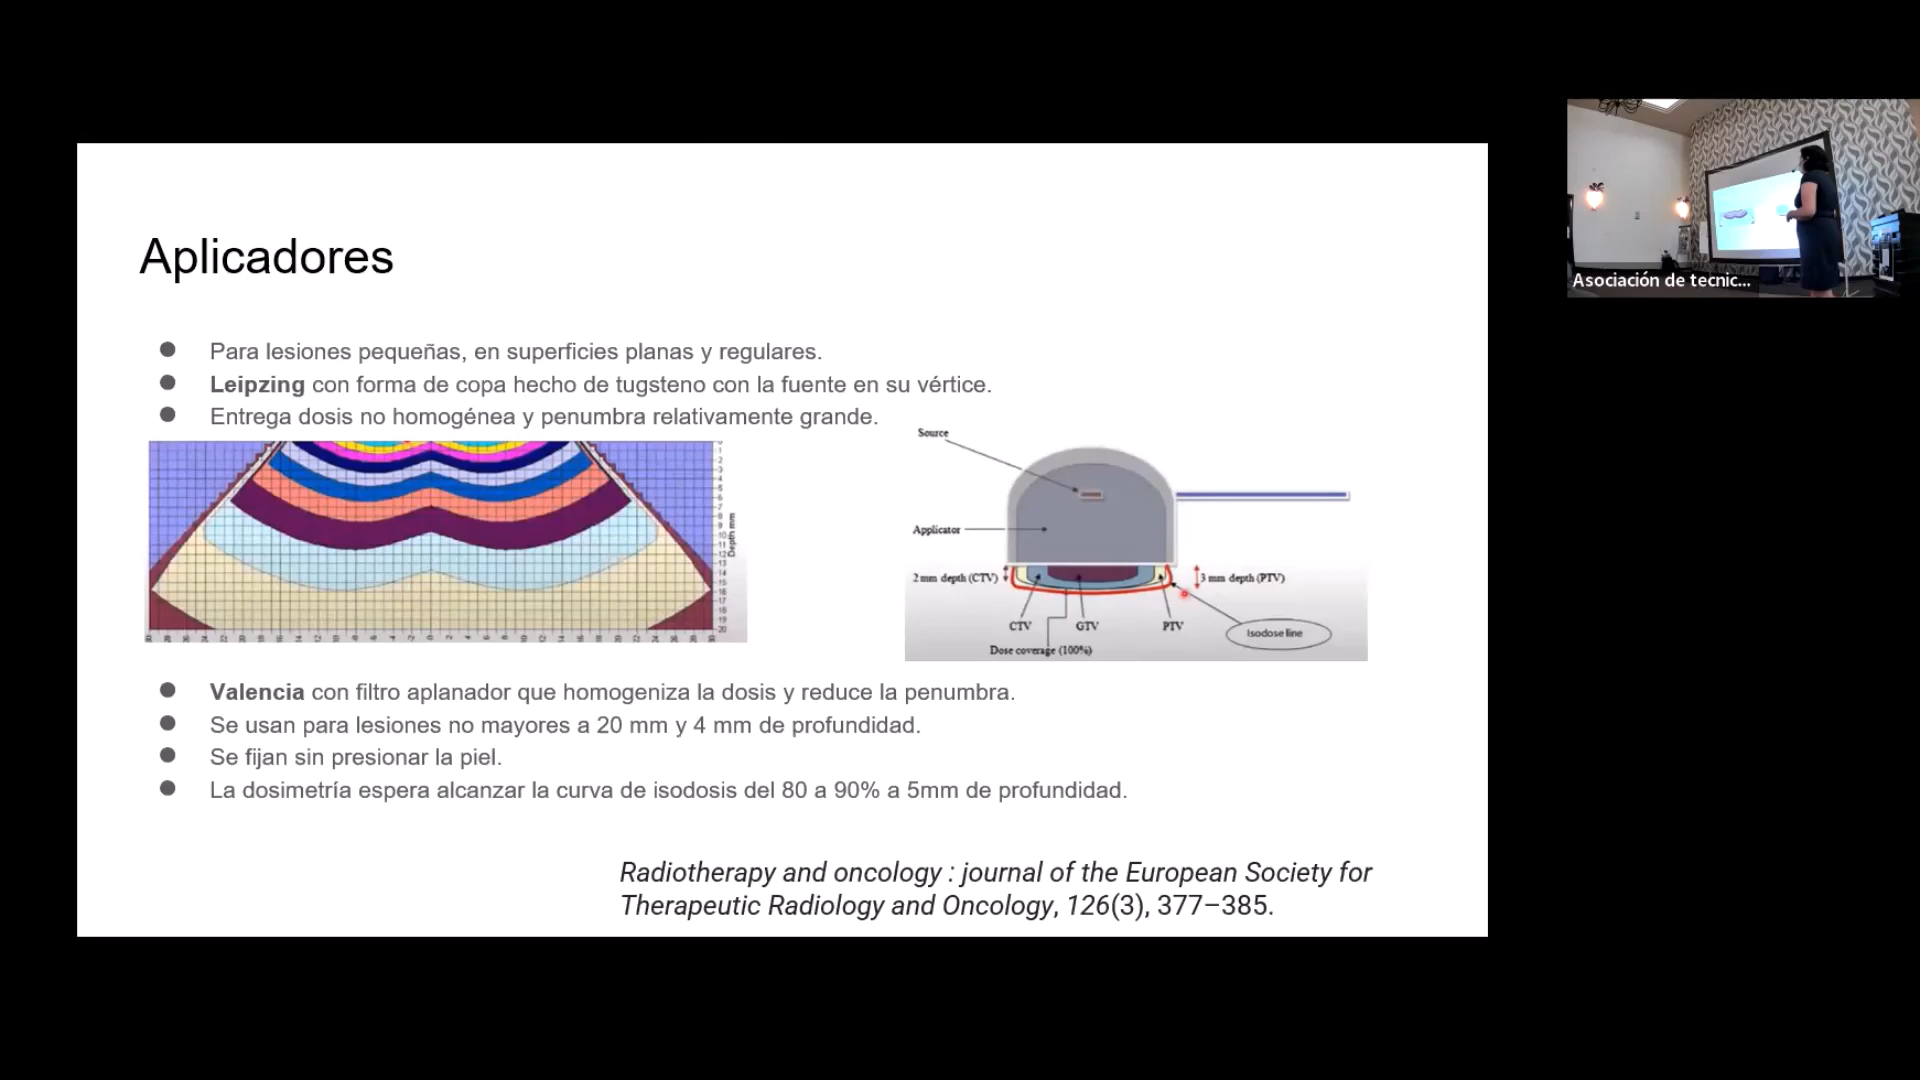 Asociación de tecnic...
Aplicadores
Para lesiones pequeñas, en superficies planas y regulares.
Leipzing con forma de copa hecho de tugsteno con la fuente en su vértice.
Entrega dosis no homogénea y penumbra relativamente grande.
Depth mm
Source
Applicator
2 mm depth (CTV)
3 mm depth (PTV)
CTV
GTV
PTV
Isodose line
Dose coverage (100%)
Valencia con filtro aplanador que homogeniza la dosis y reduce la penumbra.
Se usan para lesiones no mayores a 20 mm y 4 mm de profundidad.
Se fijan sin presionar la piel.
La dosimetría espera alcanzar la curva de isodosis del 80 a 90% a 5mm de profundidad.
Radiotherapy and oncology : journal of the European Society for
Therapeutic Radiology and Oncology, 126(3), 377–385.